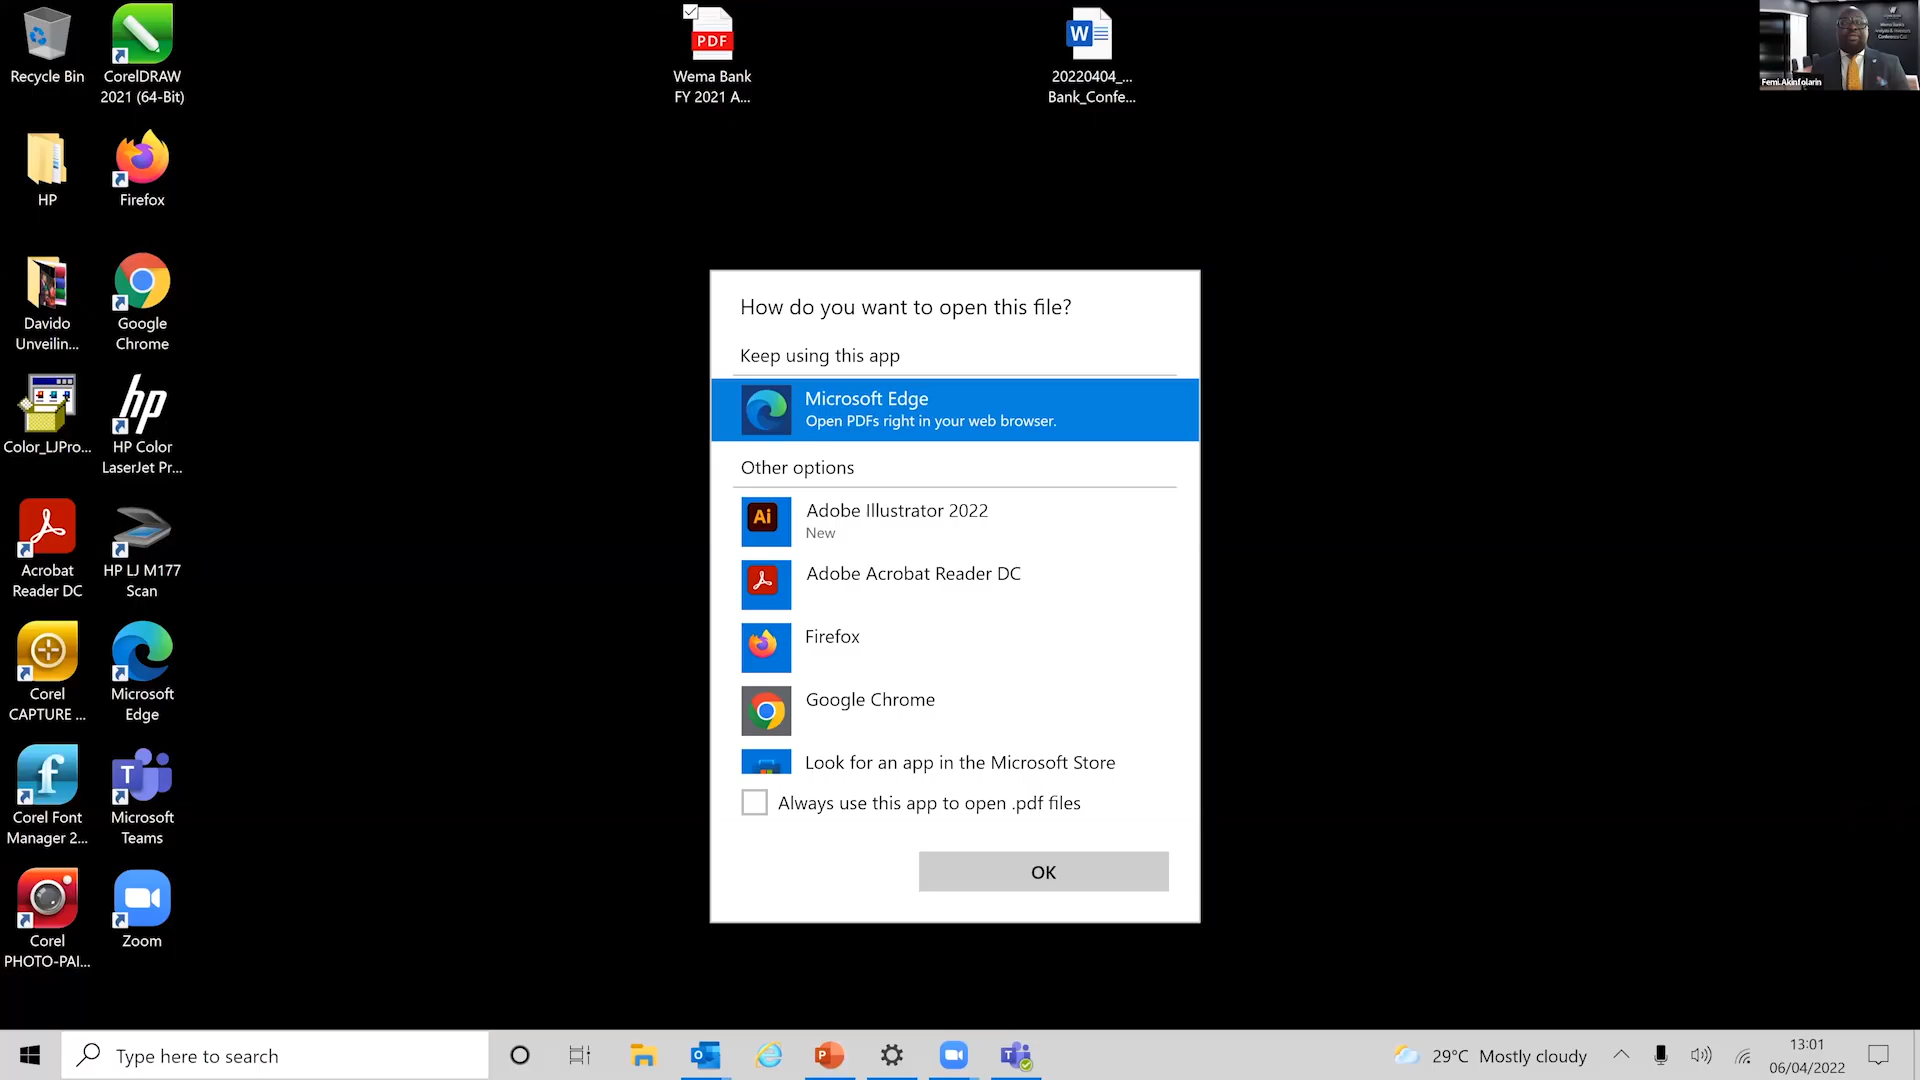 Recycle Bin
CorelDRAW
2021 (64-Bit)
PDF
Wema Bank
FY 2021 A...
W
20220404_...
Bank_Confe...
Femi.Akinfolarin
HP
Firefox
Davido
Unveilin...
Google
Chrome
Color_LJPro...
hp
HP Color
LaserJet Pr...
Acrobat
Reader DC
HP LJ M177
Scan
Corel
CAPTURE ...
Microsoft
Edge
f
Corel Font
Manager 2...
T
Microsoft
Teams
Corel
PHOTO-PAI...
Zoom
How do you want to open this file?
Keep using this app
Microsoft Edge
Open PDFs right in your web browser.
Other options
Ai
Adobe Illustrator 2022
New
Adobe Acrobat Reader DC
Firefox
Google Chrome
Look for an app in the Microsoft Store
Always use this app to open .pdf files
OK
Type here to search
29°C Mostly cloudy
13:01
06/04/2022